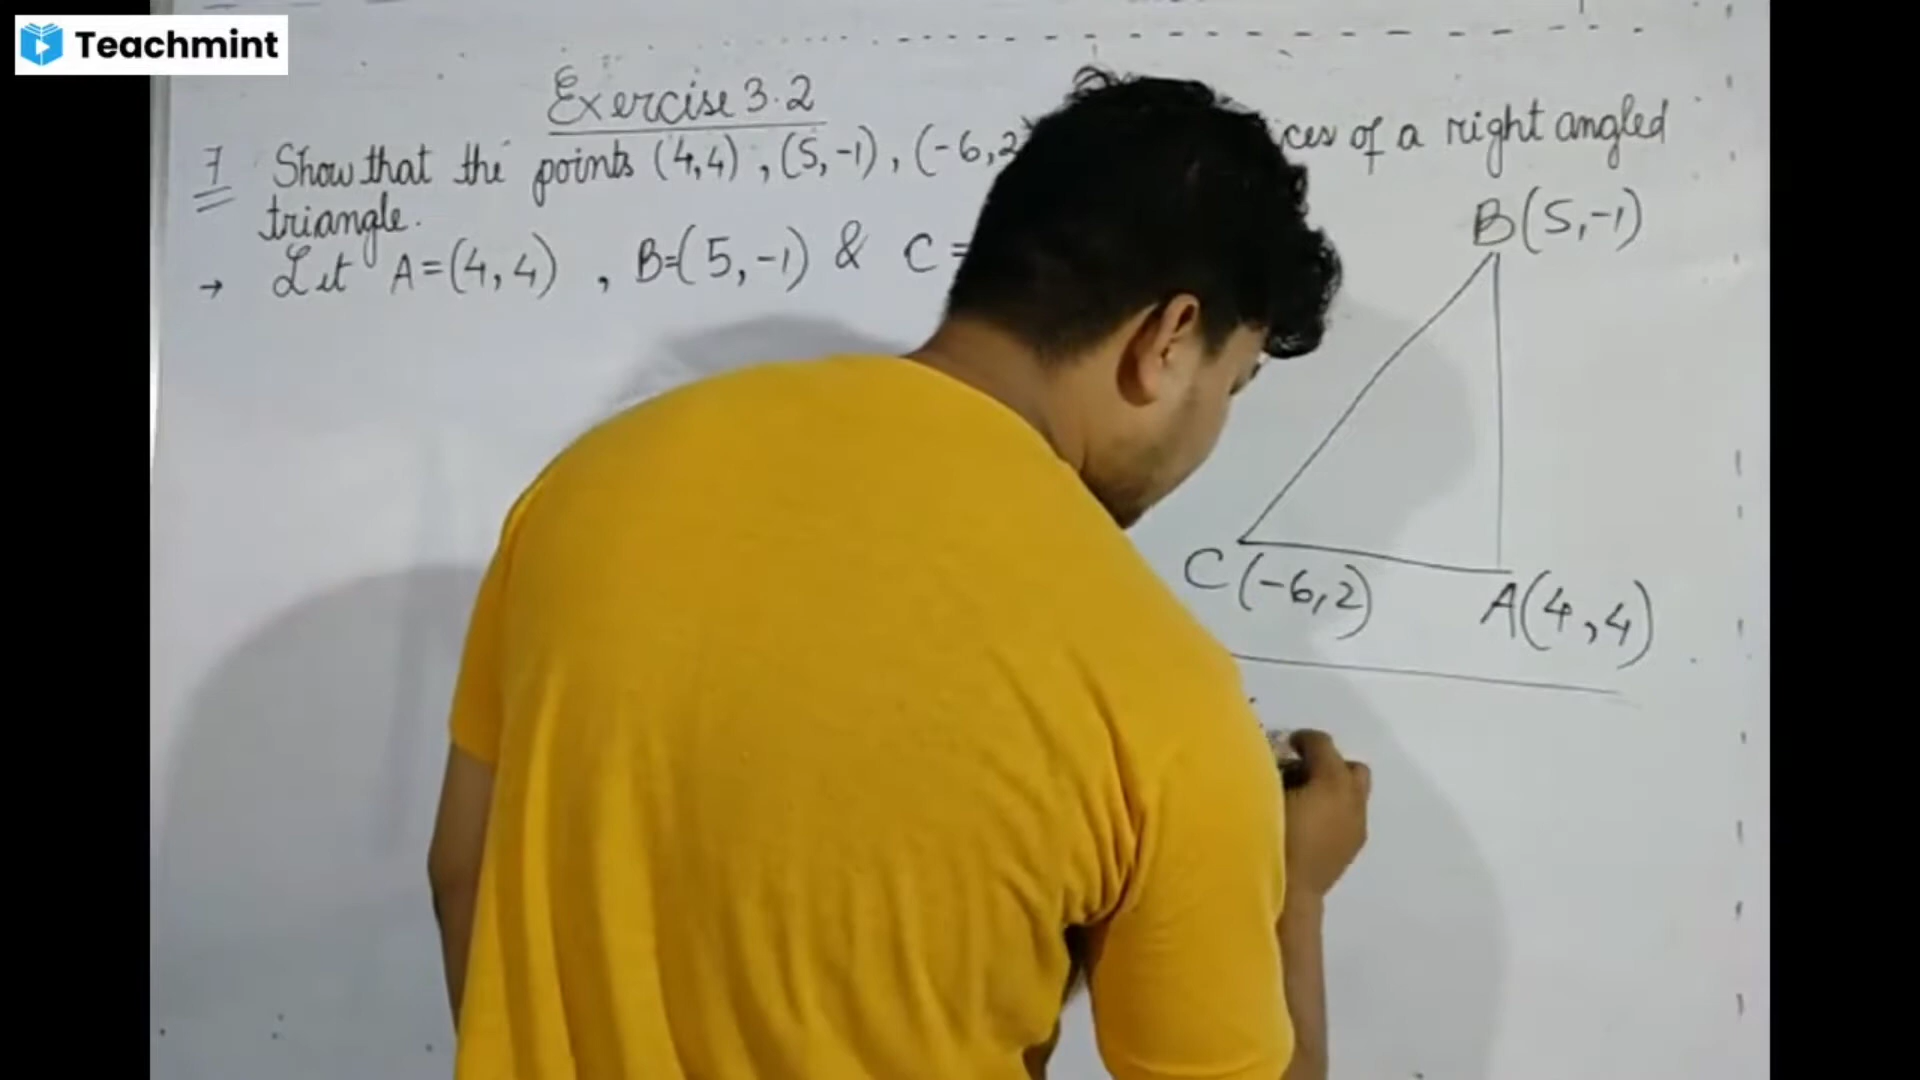 Teachmint
Exercise 3.2
7 Show that the points (4,4), (5,-1), (-6,2 of a right angled
triangle.
→ Let A=(4,4) , B=(5,-1) & C =
B(5,-1)
C(-6,2)
A(4,4)